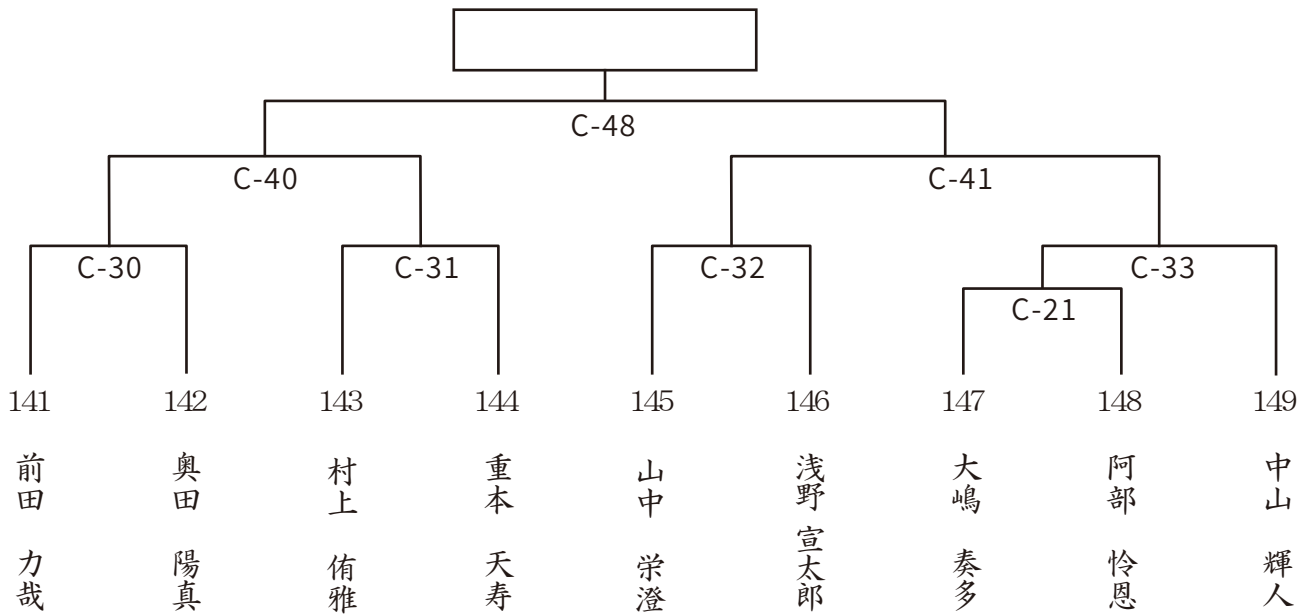 C-48
C-40
C-41
C-30
C-31
C-32
C-33
C-21
141
142
143
144
145
146
147
148
149
前田 力哉
奥田 陽真
村上 侑雅
重本 天寿
山中 栄澄
浅野 宣太郎
大嶋 奏多
阿部 怜恩
中山 輝人